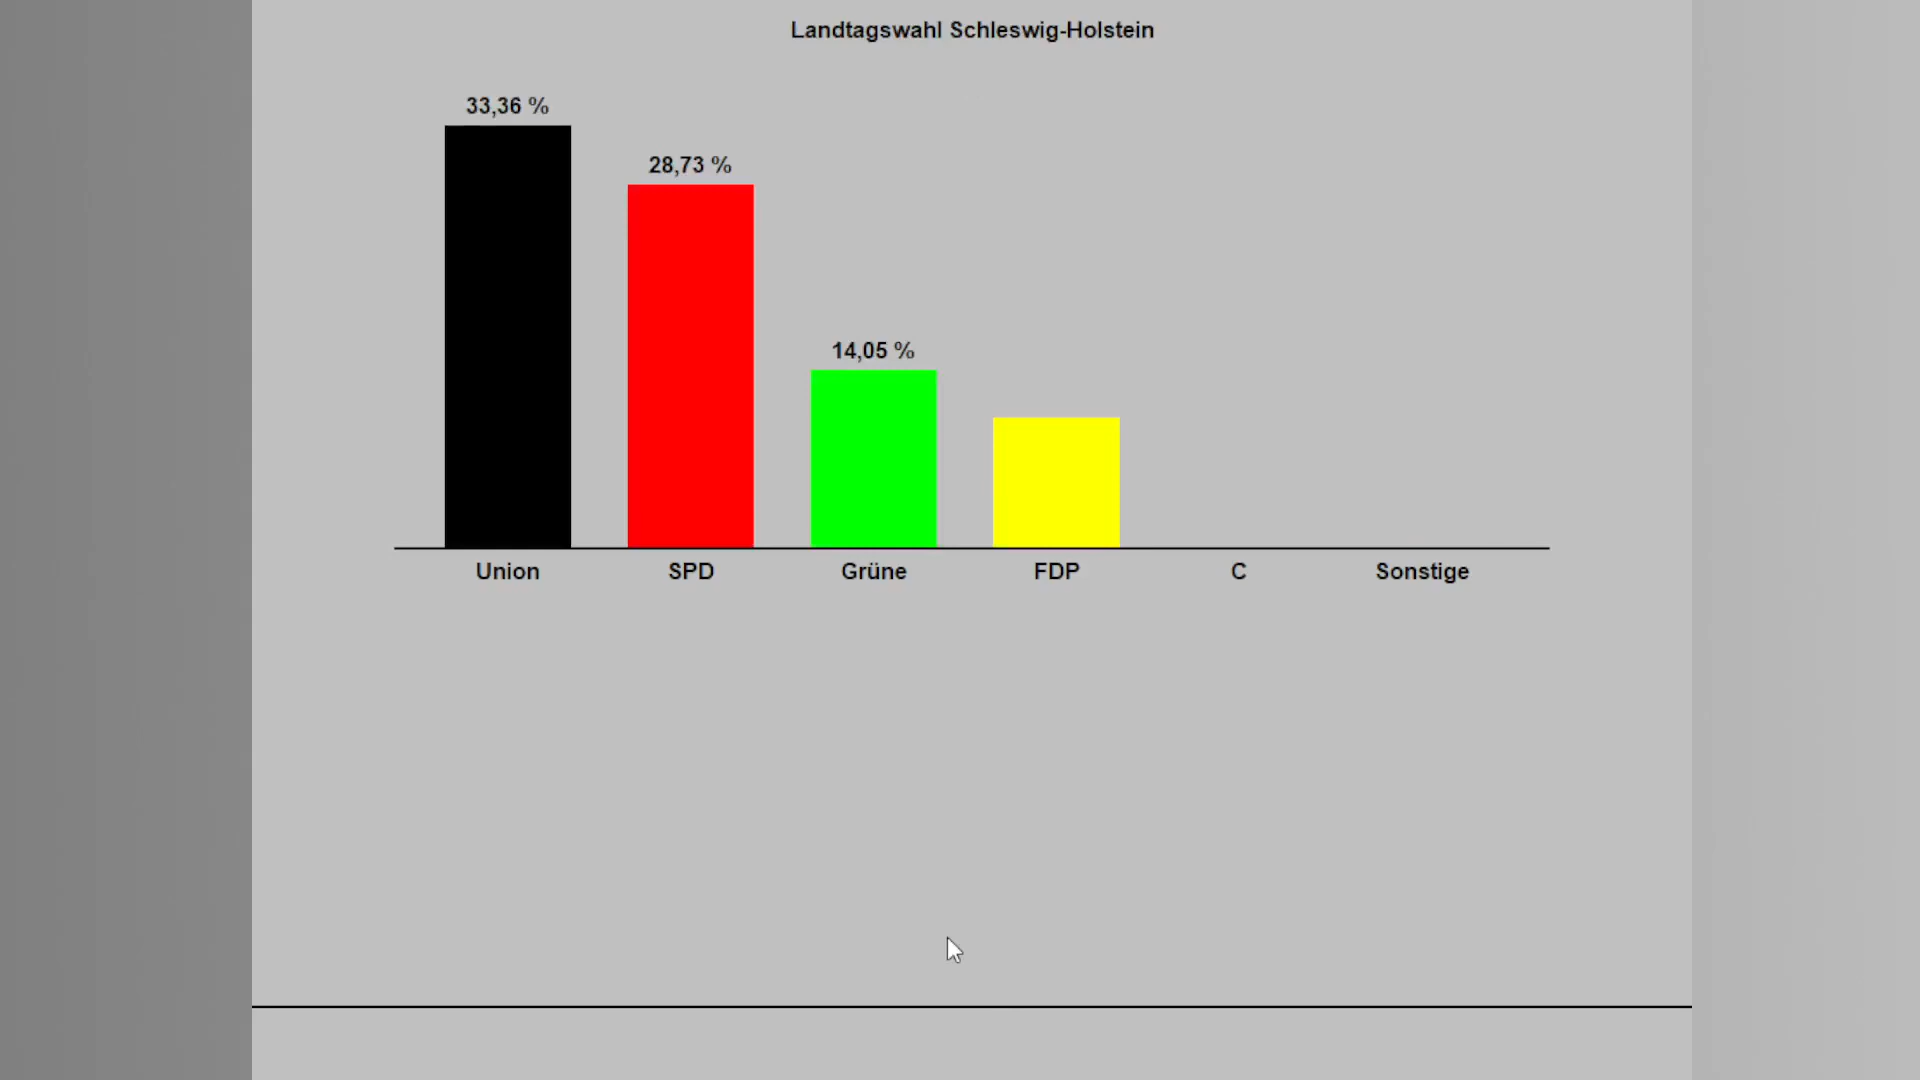 Landtagswahl Schleswig-Holstein
33,36 %
28,73 %
14,05 %
Union SPD Grüne FDP C Sonstige